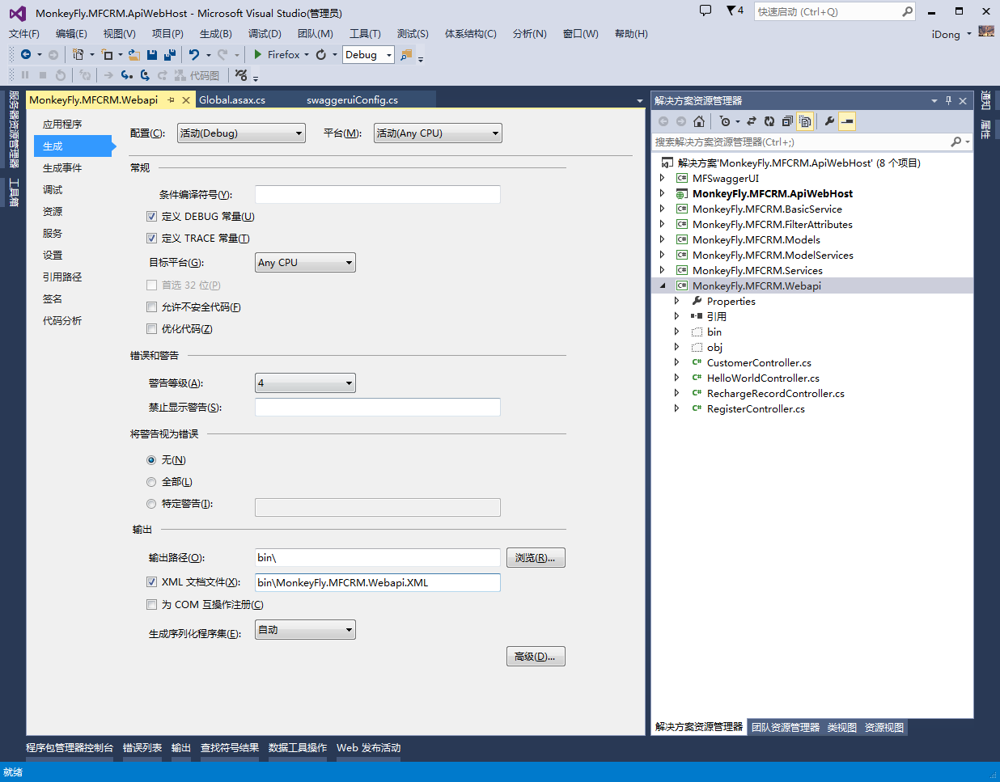 MonkeyFly.MFCRM.ApiWebHost - Microsoft Visual Studio(管理员)
4
快速启动 (Ctrl+Q)
文件(F) 编辑(E) 视图(V) 项目(P) 生成(B) 调试(D) 团队(M) 工具(T) 测试(S) 体系结构(C) 分析(N) 窗口(W) 帮助(H)
iDong
Firefox Debug
代码图
服务器资源管理器
工具箱
MonkeyFly.MFCRM.Webapi Global.asax.cs swaggeruiConfig.cs
应用程序
生成
生成事件
调试
资源
服务
设置
引用路径
签名
代码分析
配置(C): 活动(Debug) 平台(M): 活动(Any CPU)
常规
条件编译符号(Y):
定义 DEBUG 常量(U)
定义 TRACE 常量(T)
目标平台(G): Any CPU
首选 32 位(P)
允许不安全代码(F)
优化代码(Z)
错误和警告
警告等级(A): 4
禁止显示警告(S):
将警告视为错误
无(N)
全部(L)
特定警告(I):
输出
输出路径(O): bin\ 浏览(R)...
XML 文档文件(X): bin\MonkeyFly.MFCRM.Webapi.XML
为 COM 互操作注册(C)
生成序列化程序集(E): 自动
高级(D)...
解决方案资源管理器
搜索解决方案资源管理器(Ctrl+;)
解决方案'MonkeyFly.MFCRM.ApiWebHost' (8 个项目)
C# MFSwaggerUI
MonkeyFly.MFCRM.ApiWebHost
C# MonkeyFly.MFCRM.BasicService
C# MonkeyFly.MFCRM.FilterAttributes
C# MonkeyFly.MFCRM.Models
C# MonkeyFly.MFCRM.ModelServices
C# MonkeyFly.MFCRM.Services
C# MonkeyFly.MFCRM.Webapi
Properties
引用
bin
obj
C# CustomerController.cs
C# HelloWorldController.cs
C# RechargeRecordController.cs
C# RegisterController.cs
解决方案资源管理器 团队资源管理器 类视图 资源视图
通知
属性
程序包管理器控制台 错误列表 输出 查找符号结果 数据工具操作 Web 发布活动
就绪